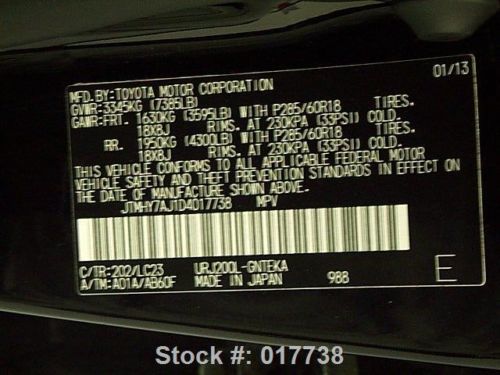 MFD.BY:TOYOTA MOTOR CORPORATION 01/13
GVWR:3345KG (7385LB)
GAWR:FRT. 1630KG (3595LB) WITH P285/60R18 TIRES.
18X8J RIMS. AT 230KPA (33PSI) COLD.
RR. 1950KG (4300LB) WITH P285/60R18 TIRES.
18X8J RIMS. AT 230KPA (33PSI) COLD.
THIS VEHICLE CONFORMS TO ALL APPLICABLE FEDERAL MOTOR
VEHICLE SAFETY AND THEFT PREVENTION STANDARDS IN EFFECT ON
THE DATE OF MANUFACTURE SHOWN ABOVE.
JTMHY7AJ1D4017738 MPV
C/TR:202/LC23 URJ200L-GNTEKA
A/TM:A01A/AB60F MADE IN JAPAN 988 E
Stock #: 017738